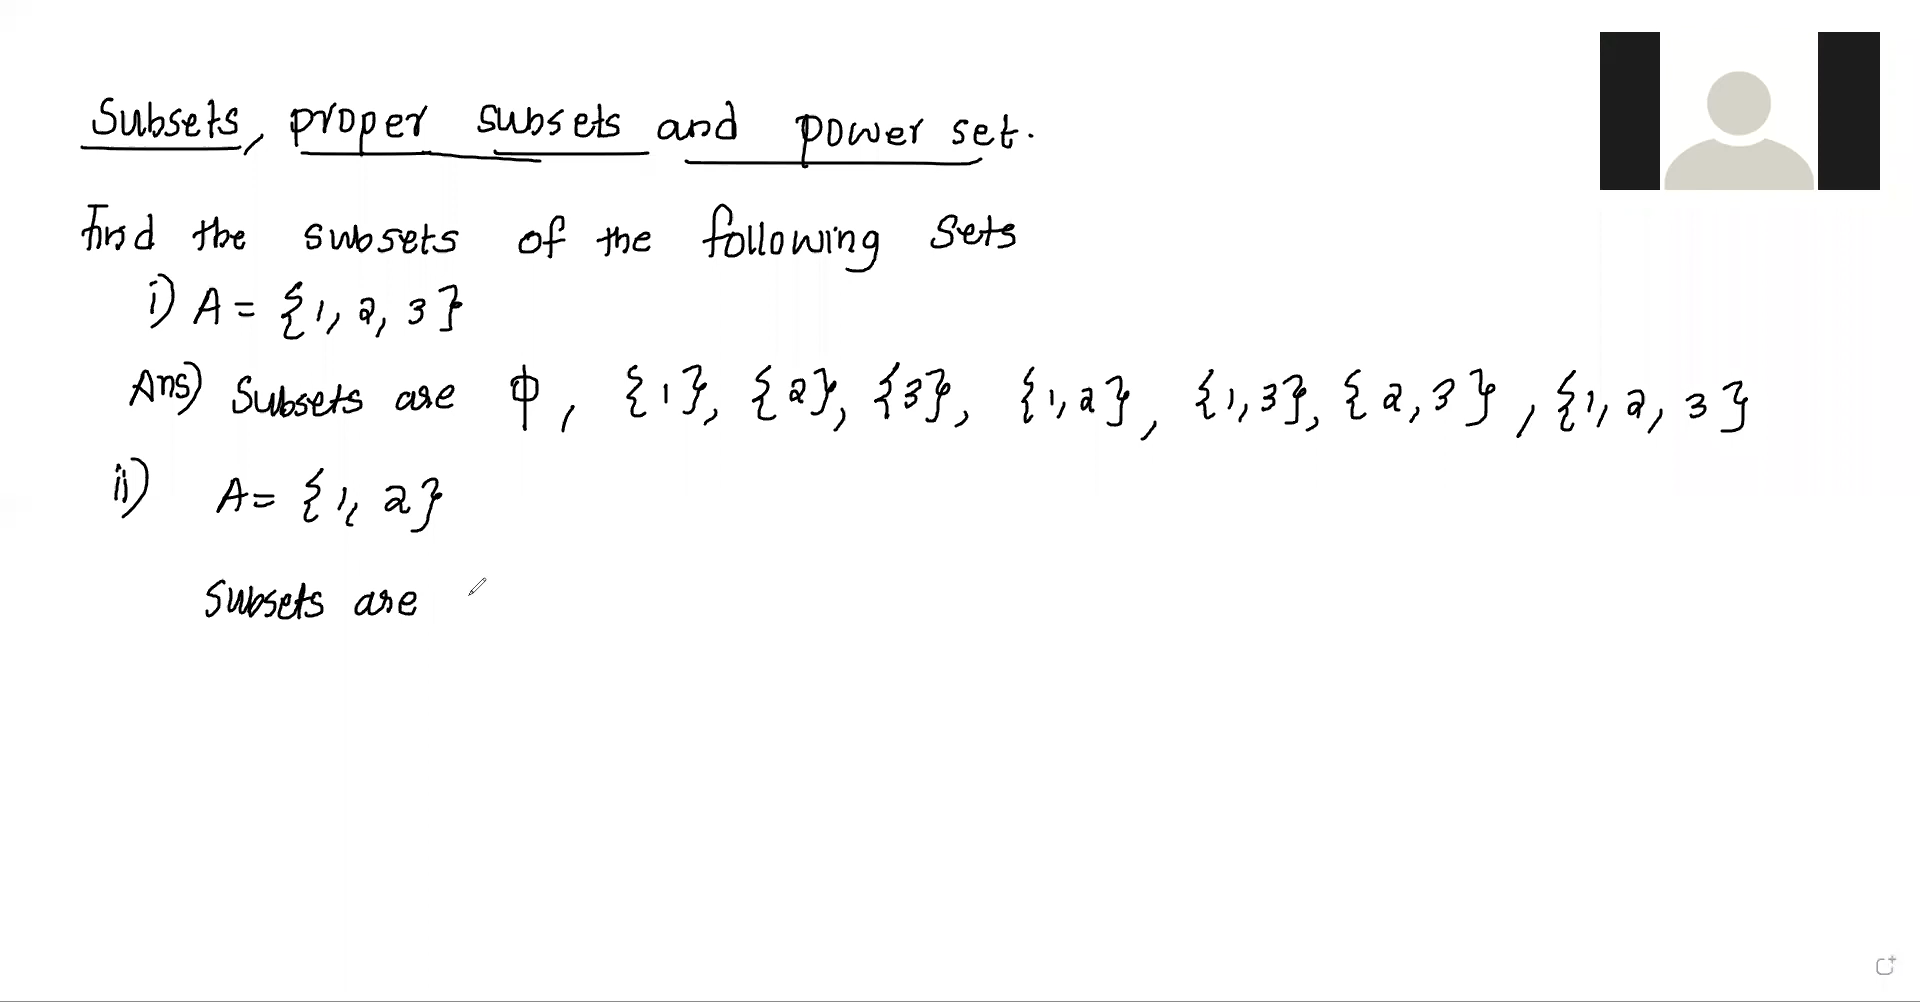 Subsets, proper subsets and power set.
Find the subsets of the following sets
i) A = {1, 2, 3}
Ans) Subsets are ϕ, {1}, {2}, {3}, {1,2}, {1,3}, {2,3}, {1, 2, 3}
ii) A = {1, 2}
Subsets are